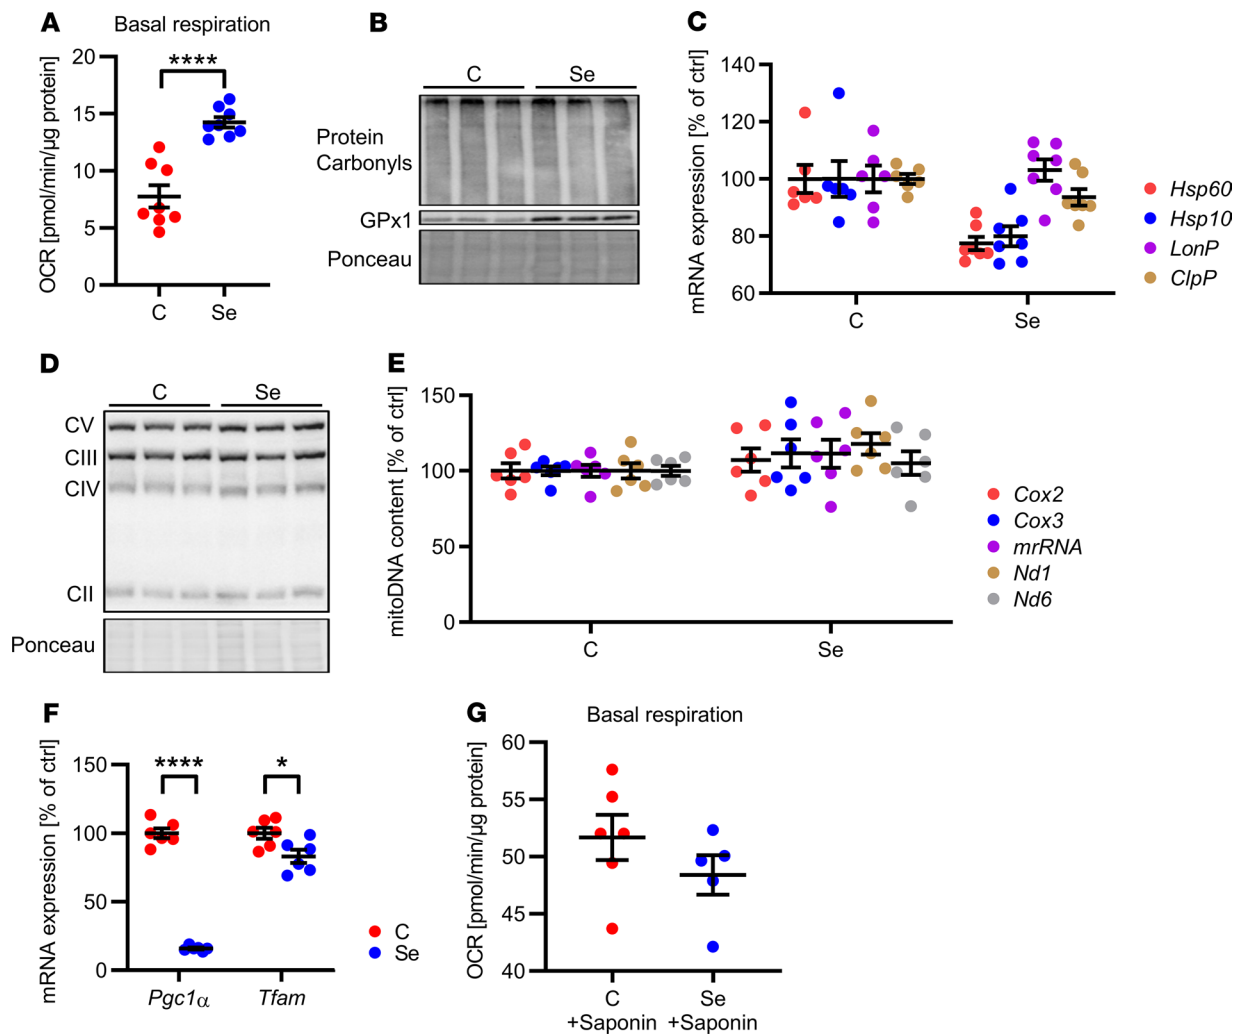 A
Basal respiration
OCR [pmol/min/µg protein]
20
15
10
5
0
****
C
Se
B
C
Se
Protein
Carbonyls
GPx1
Ponceau
C
mRNA expression [% of ctrl]
140
120
100
80
60
C
Se
Hsp60
Hsp10
LonP
ClpP
D
C
Se
CV
CIII
CIV
CII
Ponceau
E
mitoDNA content [% of ctrl]
150
100
50
0
C
Se
Cox2
Cox3
mrRNA
Nd1
Nd6
F
mRNA expression [% of ctrl]
150
100
50
0
****
*
Pgc1α
Tfam
C
Se
G
Basal respiration
OCR [pmol/min/µg protein]
60
55
50
45
40
C
+Saponin
Se
+Saponin